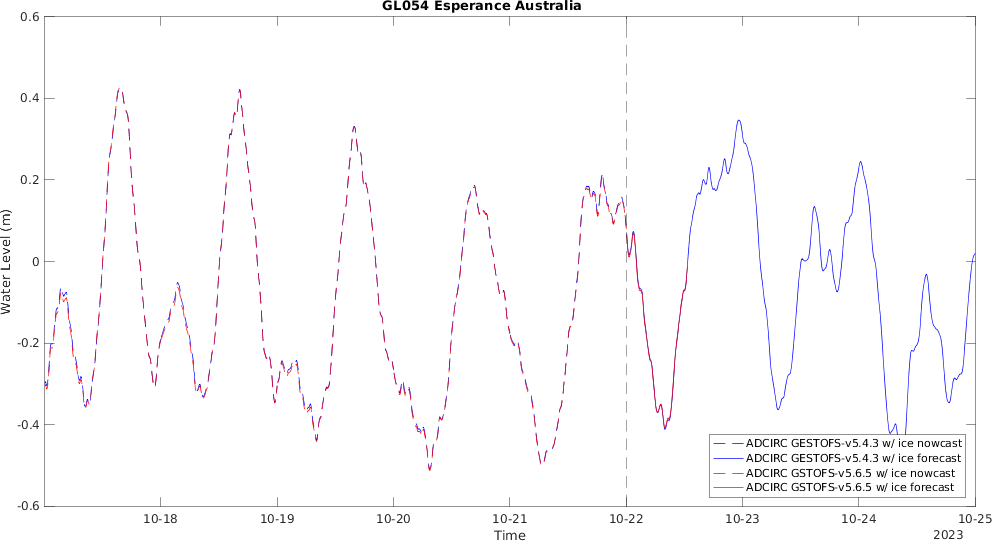 GL054 Esperance Australia
0.6
0.4
0.2
0
-0.2
-0.4
-0.6
Water Level (m)
10-18
10-19
10-20
10-21
10-22
10-23
10-24
10-25
Time
2023
ADCIRC GESTOFS-v5.4.3 w/ ice nowcast
ADCIRC GESTOFS-v5.4.3 w/ ice forecast
ADCIRC GSTOFS-v5.6.5 w/ ice nowcast
ADCIRC GSTOFS-v5.6.5 w/ ice forecast